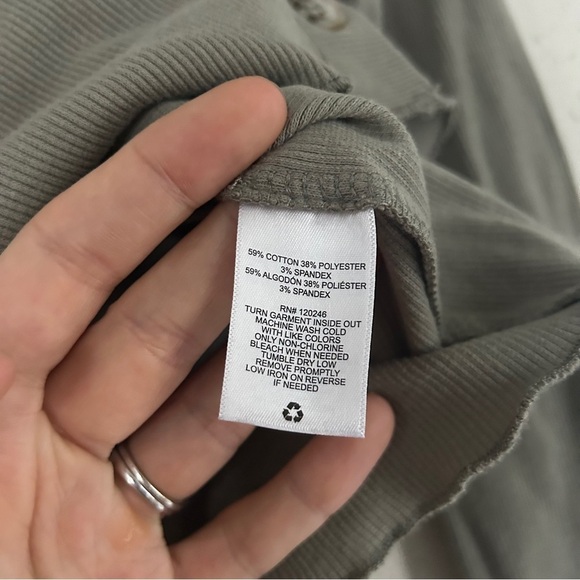 59% COTTON 38% POLYESTER
3% SPANDEX
59% ALGODÓN 38% POLIÉSTER
3% SPANDEX
RN# 120246
TURN GARMENT INSIDE OUT
MACHINE WASH COLD
WITH LIKE COLORS
ONLY NON-CHLORINE
BLEACH WHEN NEEDED
TUMBLE DRY LOW
REMOVE PROMPTLY
LOW IRON ON REVERSE
IF NEEDED